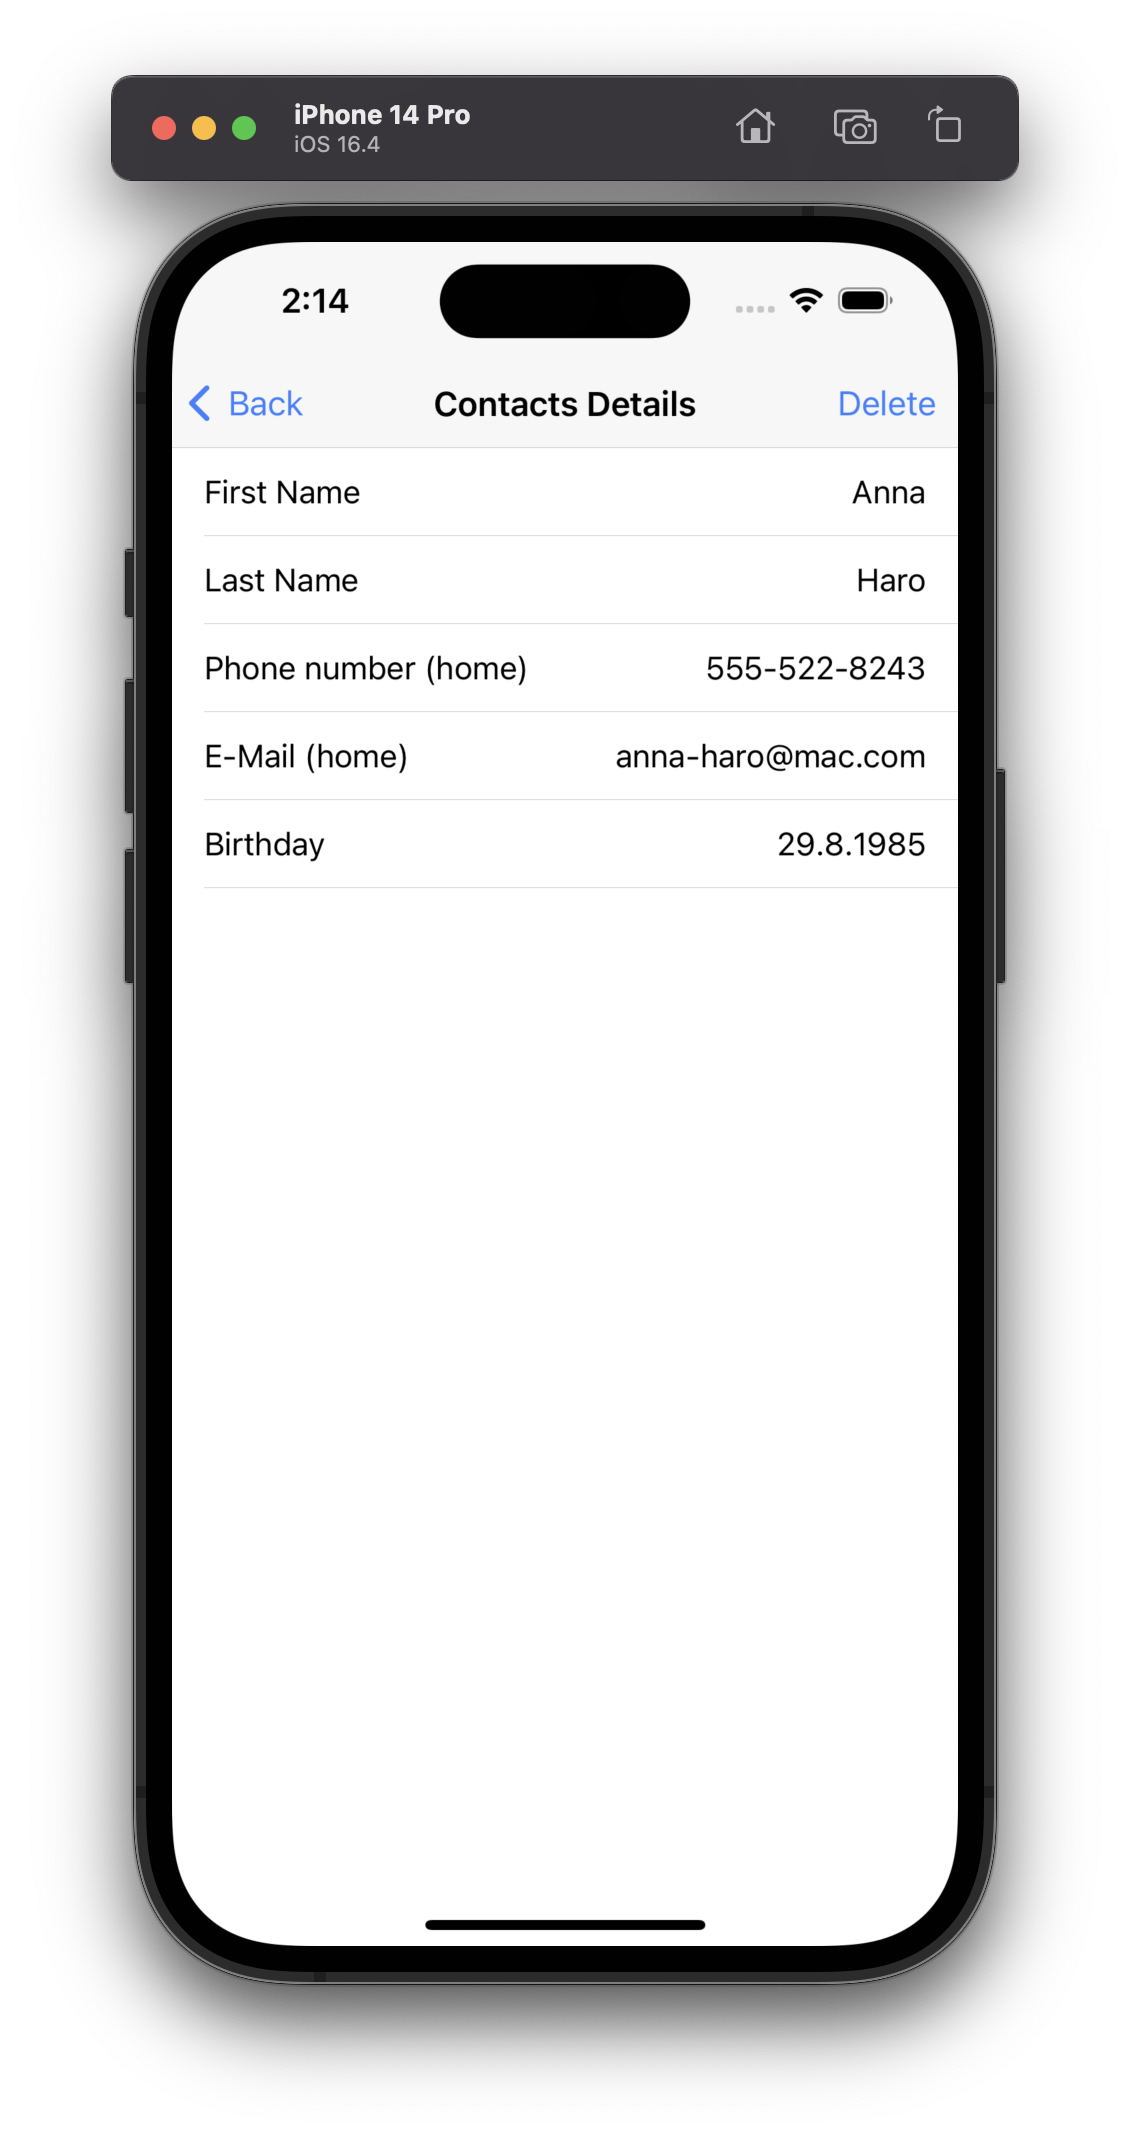 iPhone 14 Pro
iOS 16.4
2:14
Back Contacts Details Delete
First Name Anna
Last Name Haro
Phone number (home) 555-522-8243
E-Mail (home) anna-haro@mac.com
Birthday 29.8.1985